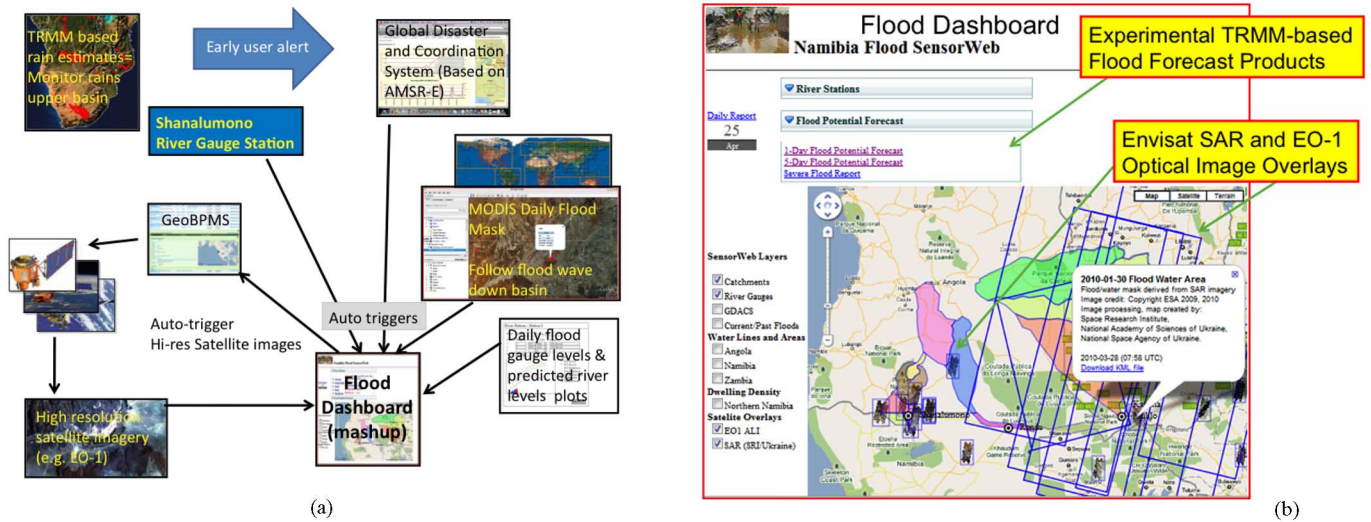 TRMM based
rain estimates=
Monitor rains
upper basin
Early user alert
Global Disaster
and Coordination
System (Based on
AMSR-E)
Shanalumono
River Gauge Station
MODIS Daily Flood
Mask
Follow flood wave
down basin
GeoBPMS
Auto-trigger
Hi-res Satellite images
Auto triggers
Daily flood
gauge levels &
predicted river
levels plots
Flood
Dashboard
(mashup)
High resolution
satellite imagery
(e.g. EO-1)
(a)
Flood Dashboard
Namibia Flood SensorWeb
Experimental TRMM-based
Flood Forecast Products
Envisat SAR and EO-1
Optical Image Overlays
River Stations
Daily Report
25
Apr
Flood Potential Forecast
1-Day Flood Potential Forecast
5-Day Flood Potential Forecast
Severe Flood Report
Map
Satellite
Terrain
SensorWeb Layers
Catchments
River Gauges
GDACS
Current/Past Floods
Water Lines and Areas
Angola
Namibia
Zambia
Dwelling Density
Northern Namibia
Satellite Overlays
EO1 ALI
SAR (SRI/Ukraine)
Angola
Namibia
2010-01-30 Flood Water Area
Flood/water mask derived from SAR imagery
Image credit: Copyright ESA 2009, 2010
Image processing, map created by:
Space Research Institute,
National Academy of Sciences of Ukraine,
National Space Agency of Ukraine.
2010-03-28 (07:58 UTC)
Download KML file
(b)